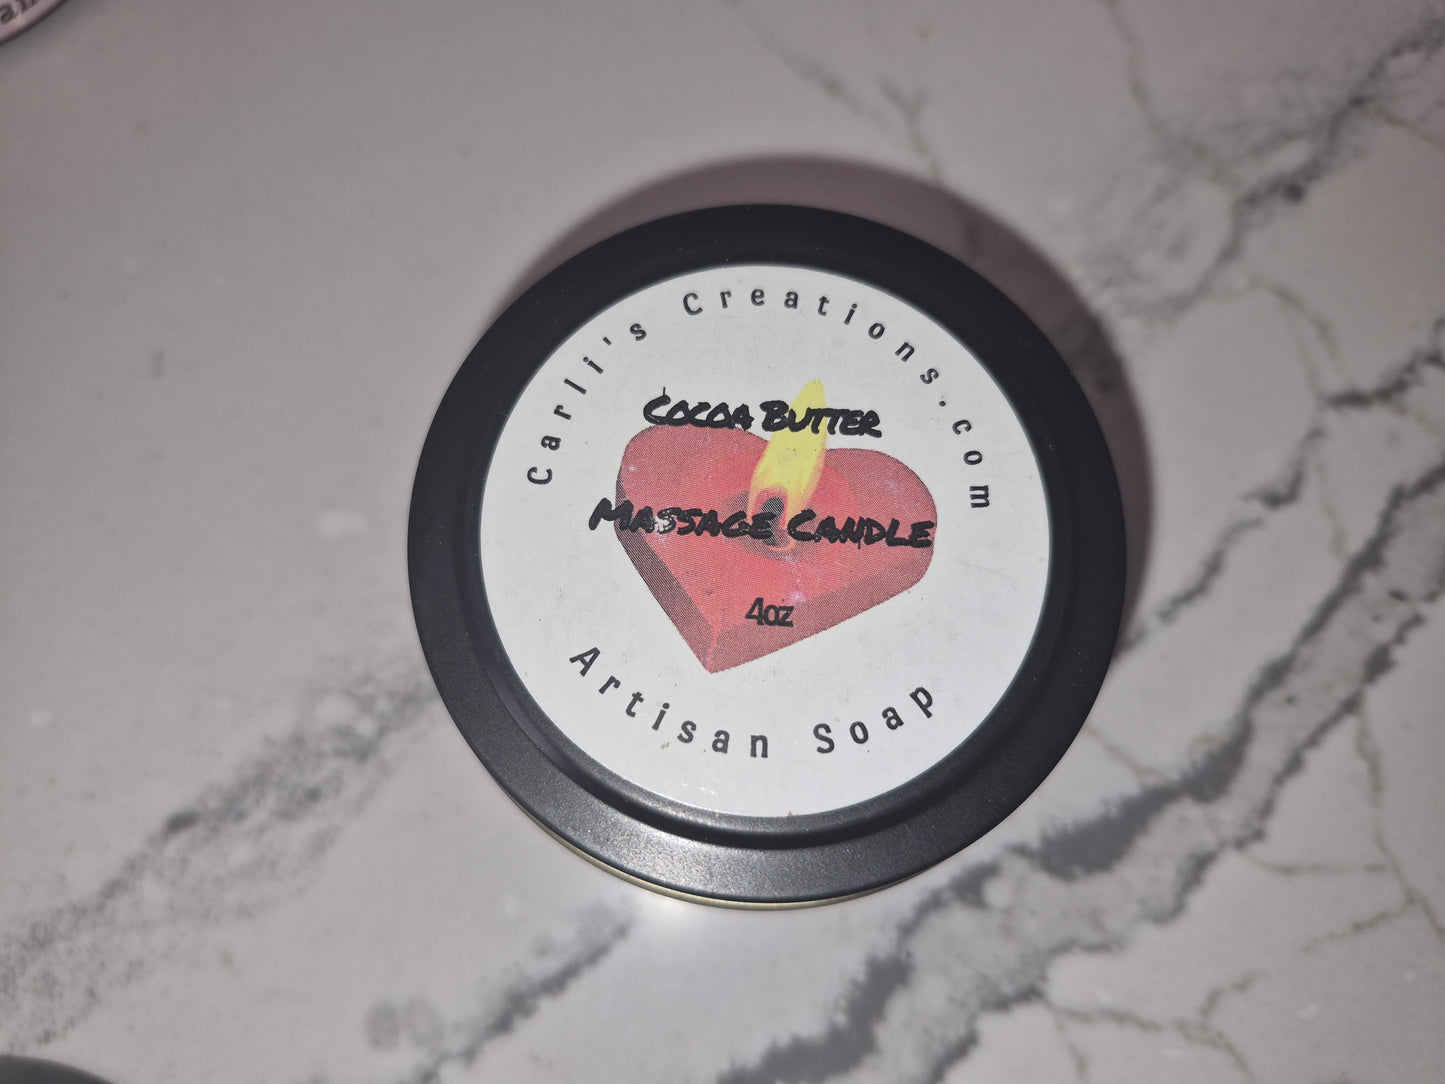 Carli's Creations.com
Cocoa Butter
Massage Candle
4oz
Artisan Soap